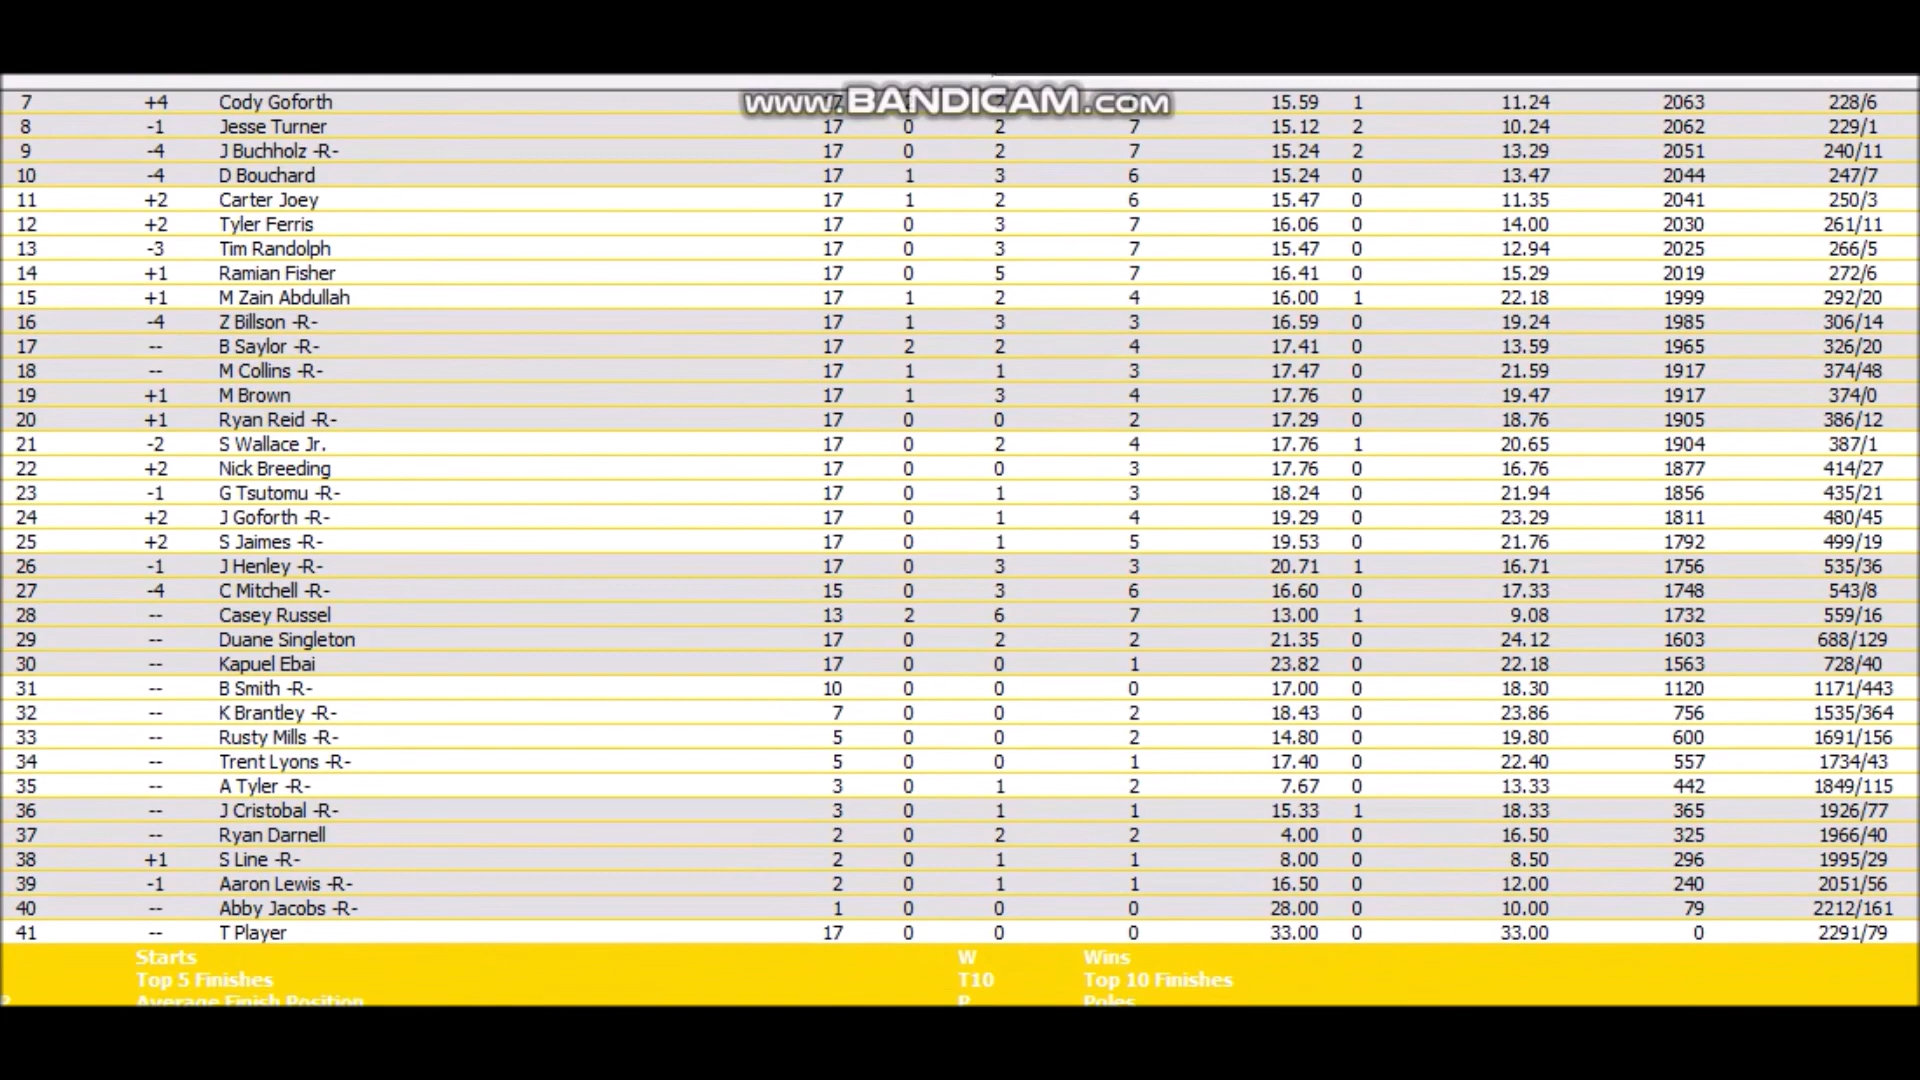 www.BANDICAM.com
7 +4 Cody Goforth 15.59 1 11.24 2063 228/6
8 -1 Jesse Turner 17 0 2 7 15.12 2 10.24 2062 229/1
9 -4 J Buchholz -R- 17 0 2 7 15.24 2 13.29 2051 240/11
10 -4 D Bouchard 17 1 3 6 15.24 0 13.47 2044 247/7
11 +2 Carter Joey 17 1 2 6 15.47 0 11.35 2041 250/3
12 +2 Tyler Ferris 17 0 3 7 16.06 0 14.00 2030 261/11
13 -3 Tim Randolph 17 0 3 7 15.47 0 12.94 2025 266/5
14 +1 Ramian Fisher 17 0 5 7 16.41 0 15.29 2019 272/6
15 +1 M Zain Abdullah 17 1 2 4 16.00 1 22.18 1999 292/20
16 -4 Z Billson -R- 17 1 3 3 16.59 0 19.24 1985 306/14
17 -- B Saylor -R- 17 2 2 4 17.41 0 13.59 1965 326/20
18 -- M Collins -R- 17 1 1 3 17.47 0 21.59 1917 374/48
19 +1 M Brown 17 1 3 4 17.76 0 19.47 1917 374/0
20 +1 Ryan Reid -R- 17 0 0 2 17.29 0 18.76 1905 386/12
21 -2 S Wallace Jr. 17 0 2 4 17.76 1 20.65 1904 387/1
22 +2 Nick Breeding 17 0 0 3 17.76 0 16.76 1877 414/27
23 -1 G Tsutomu -R- 17 0 1 3 18.24 0 21.94 1856 435/21
24 +2 J Goforth -R- 17 0 1 4 19.29 0 23.29 1811 480/45
25 +2 S Jaimes -R- 17 0 1 5 19.53 0 21.76 1792 499/19
26 -1 J Henley -R- 17 0 3 3 20.71 1 16.71 1756 535/36
27 -4 C Mitchell -R- 15 0 3 6 16.60 0 17.33 1748 543/8
28 -- Casey Russel 13 2 6 7 13.00 1 9.08 1732 559/16
29 -- Duane Singleton 17 0 2 2 21.35 0 24.12 1603 688/129
30 -- Kapuel Ebai 17 0 0 1 23.82 0 22.18 1563 728/40
31 -- B Smith -R- 10 0 0 0 17.00 0 18.30 1120 1171/443
32 -- K Brantley -R- 7 0 0 2 18.43 0 23.86 756 1535/364
33 -- Rusty Mills -R- 5 0 0 2 14.80 0 19.80 600 1691/156
34 -- Trent Lyons -R- 5 0 0 1 17.40 0 22.40 557 1734/43
35 -- A Tyler -R- 3 0 1 2 7.67 0 13.33 442 1849/115
36 -- J Cristobal -R- 3 0 1 1 15.33 1 18.33 365 1926/77
37 -- Ryan Darnell 2 0 2 2 4.00 0 16.50 325 1966/40
38 +1 S Line -R- 2 0 1 1 8.00 0 8.50 296 1995/29
39 -1 Aaron Lewis -R- 2 0 1 1 16.50 0 12.00 240 2051/56
40 -- Abby Jacobs -R- 1 0 0 0 28.00 0 10.00 79 2212/161
41 -- T Player 17 0 0 0 33.00 0 33.00 0 2291/79
Starts W Wins
Top 5 Finishes T10 Top 10 Finishes
Average Finish Position P Poles